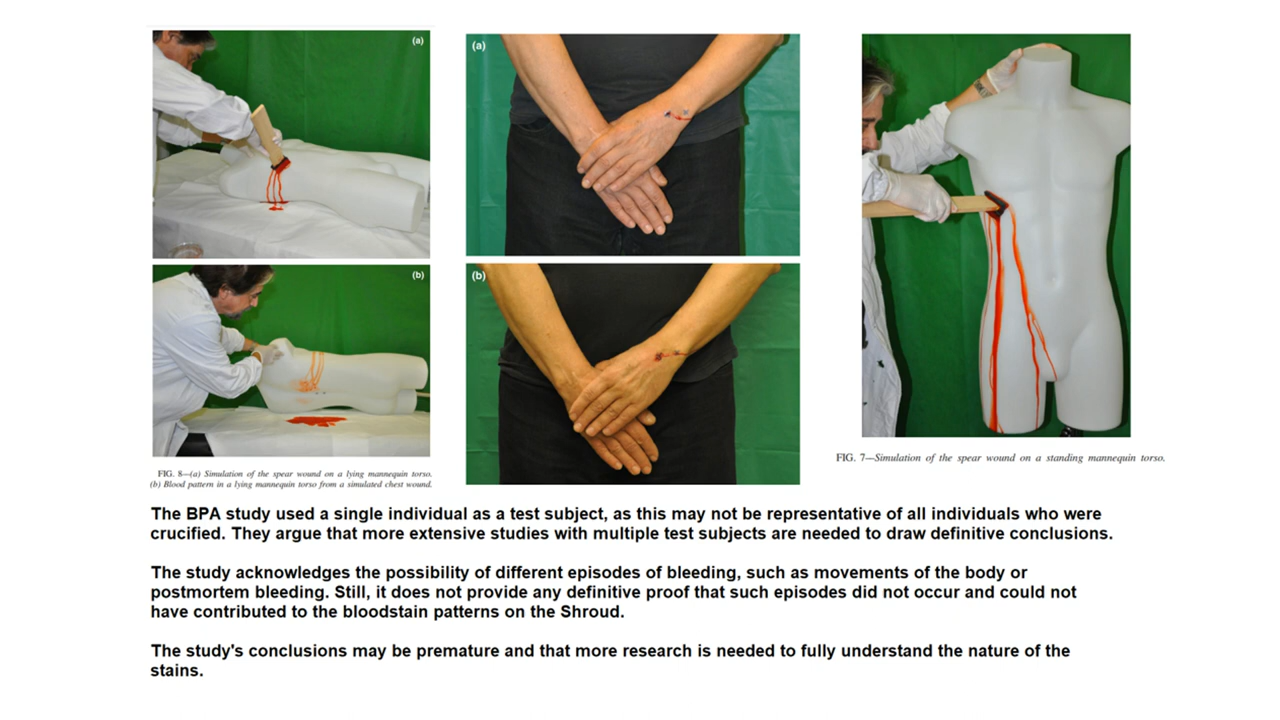 (a)
(b)
FIG. 8—(a) Simulation of the spear wound on a lying mannequin torso.
(b) Blood pattern in a lying mannequin torso from a simulated chest wound.
(a)
(b)
FIG. 7—Simulation of the spear wound on a standing mannequin torso.
The BPA study used a single individual as a test subject, as this may not be representative of all individuals who were
crucified. They argue that more extensive studies with multiple test subjects are needed to draw definitive conclusions.
The study acknowledges the possibility of different episodes of bleeding, such as movements of the body or
postmortem bleeding. Still, it does not provide any definitive proof that such episodes did not occur and could not
have contributed to the bloodstain patterns on the Shroud.
The study's conclusions may be premature and that more research is needed to fully understand the nature of the
stains.